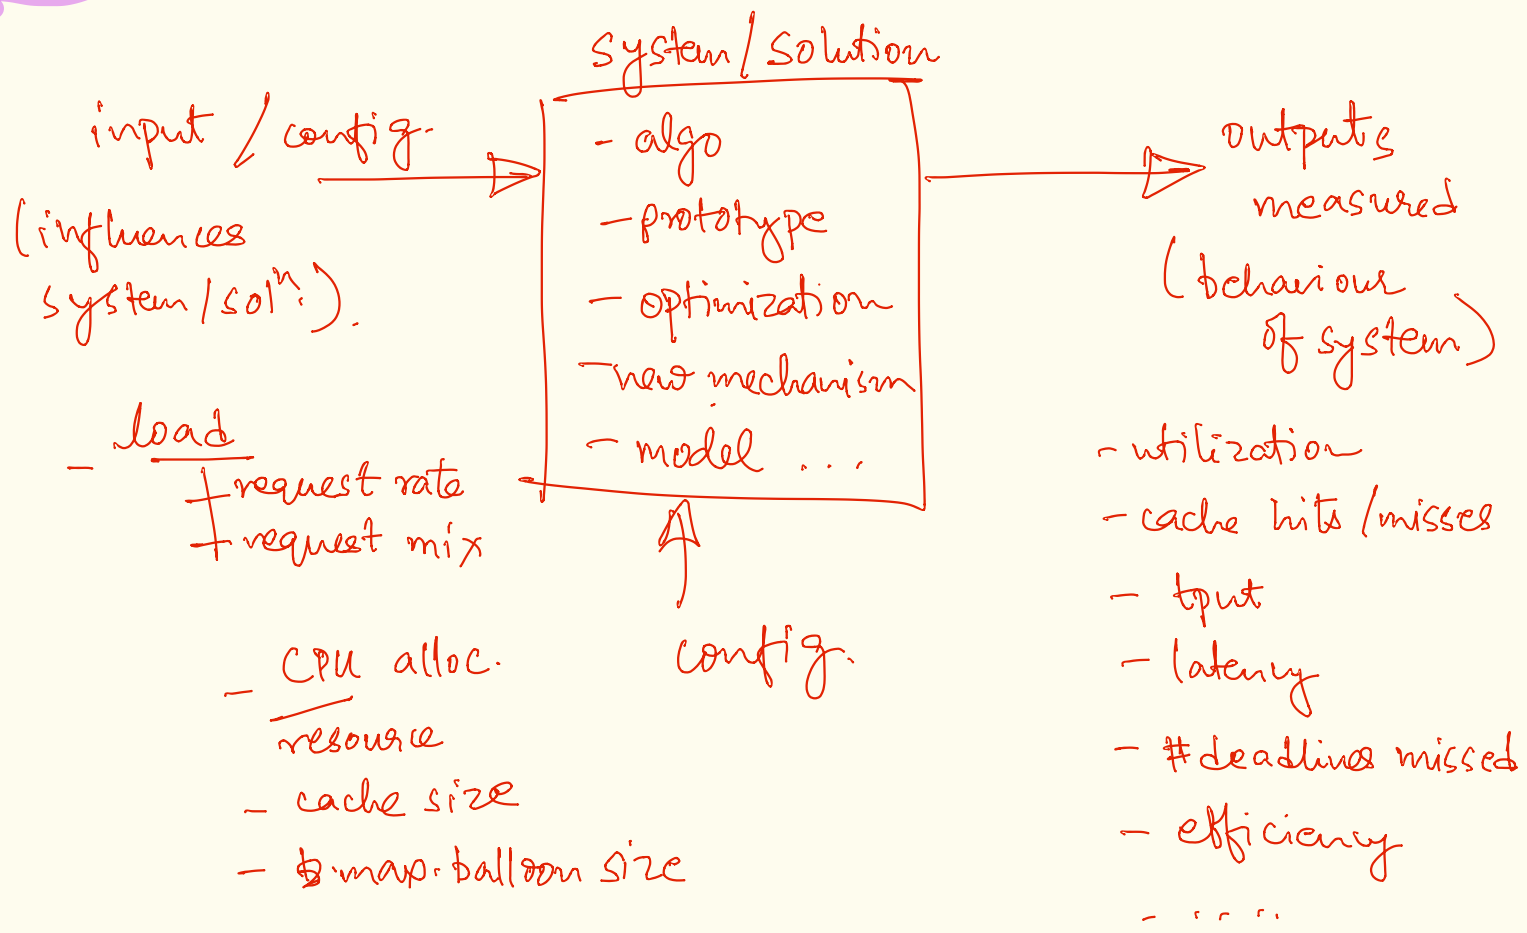 system/solution
input / config.
(influences
system/solⁿ.).
- algo
- prototype
- optimization
- new mechanism
- model ...
outputs
measured
(behaviour
of system)
- load
request rate
request mix
config.
- CPU alloc.
resource
- cache size
- max. balloon size
- utilization
- cache hits/misses
- tput
- latency
- #deadlines missed
- efficiency
- ....